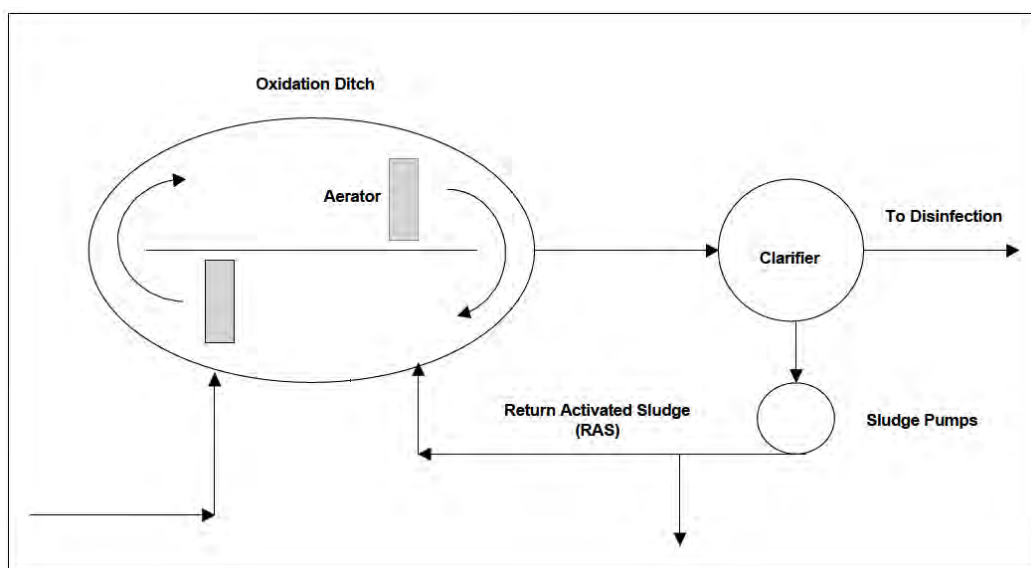 Oxidation Ditch
Aerator
To Disinfection
Clarifier
Return Activated Sludge
(RAS)
Sludge Pumps